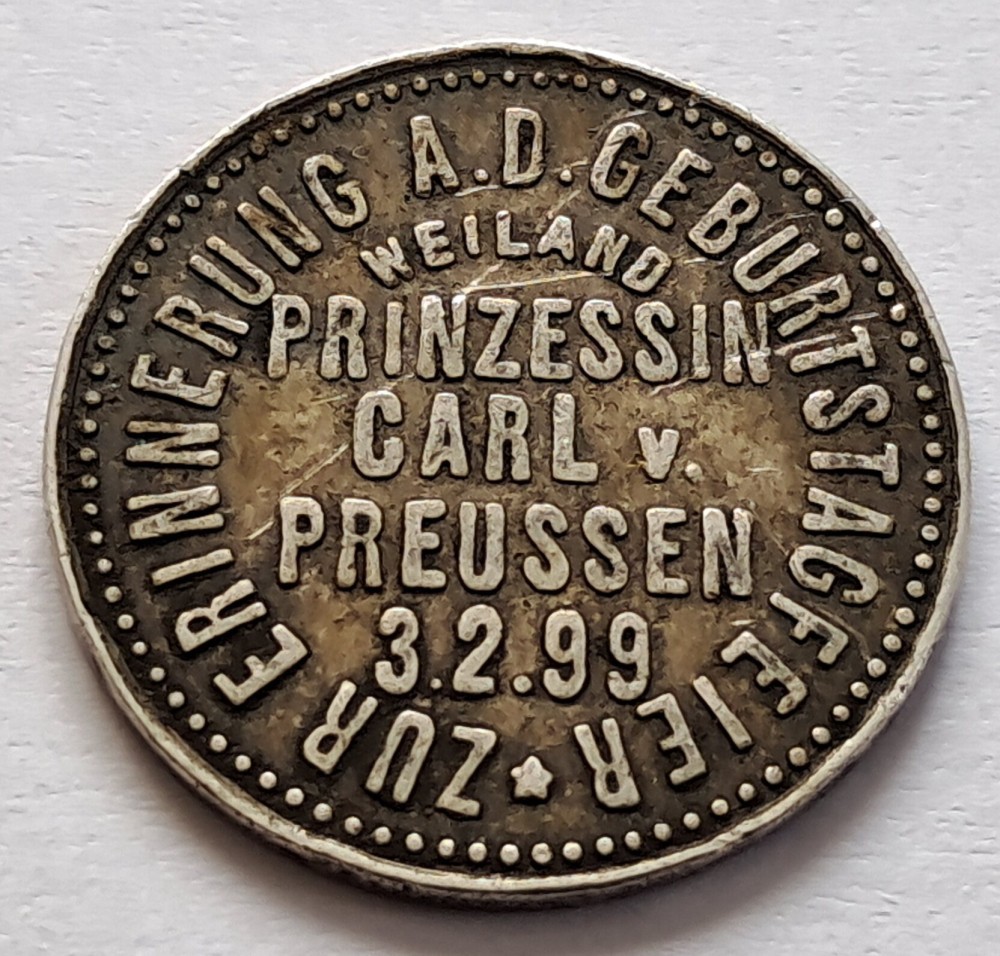 ZUR ERINNERUNG A.D.GEBURTSTAGFEIER
WEILAND
PRINZESSIN
CARL v.
PREUSSEN
3.2.99